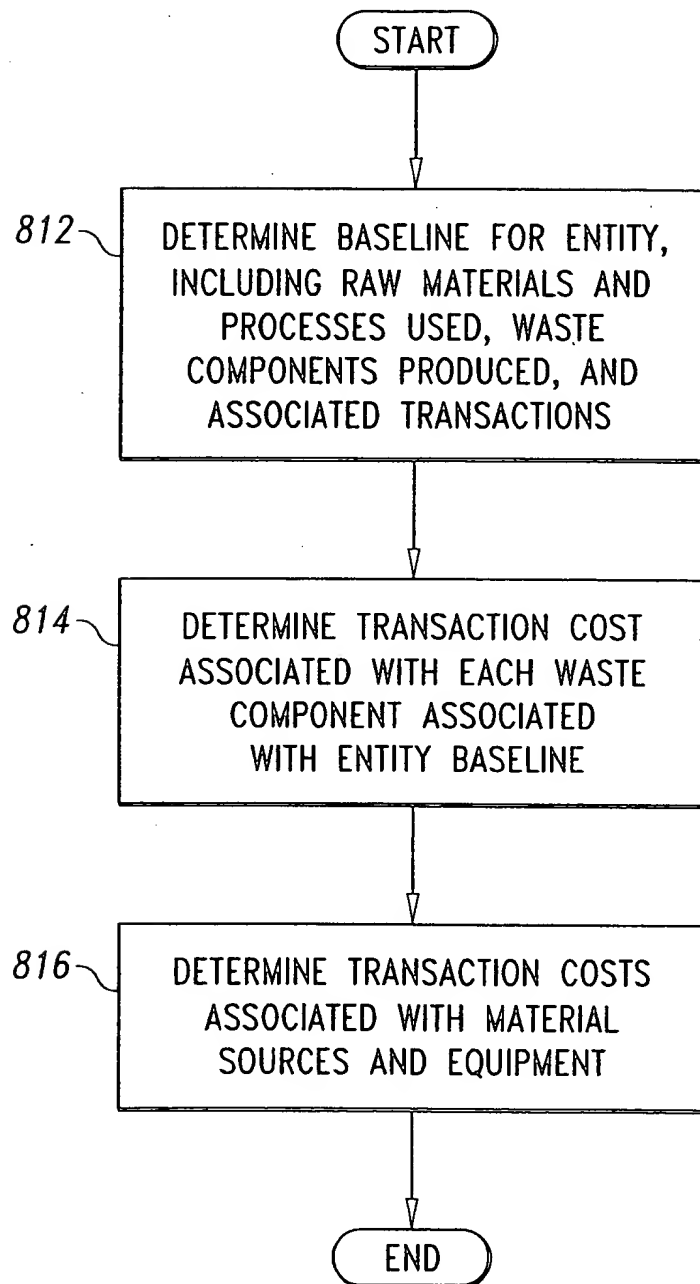 START
812
DETERMINE BASELINE FOR ENTITY,
INCLUDING RAW MATERIALS AND
PROCESSES USED, WASTE
COMPONENTS PRODUCED, AND
ASSOCIATED TRANSACTIONS
814
DETERMINE TRANSACTION COST
ASSOCIATED WITH EACH WASTE
COMPONENT ASSOCIATED
WITH ENTITY BASELINE
816
DETERMINE TRANSACTION COSTS
ASSOCIATED WITH MATERIAL
SOURCES AND EQUIPMENT
END